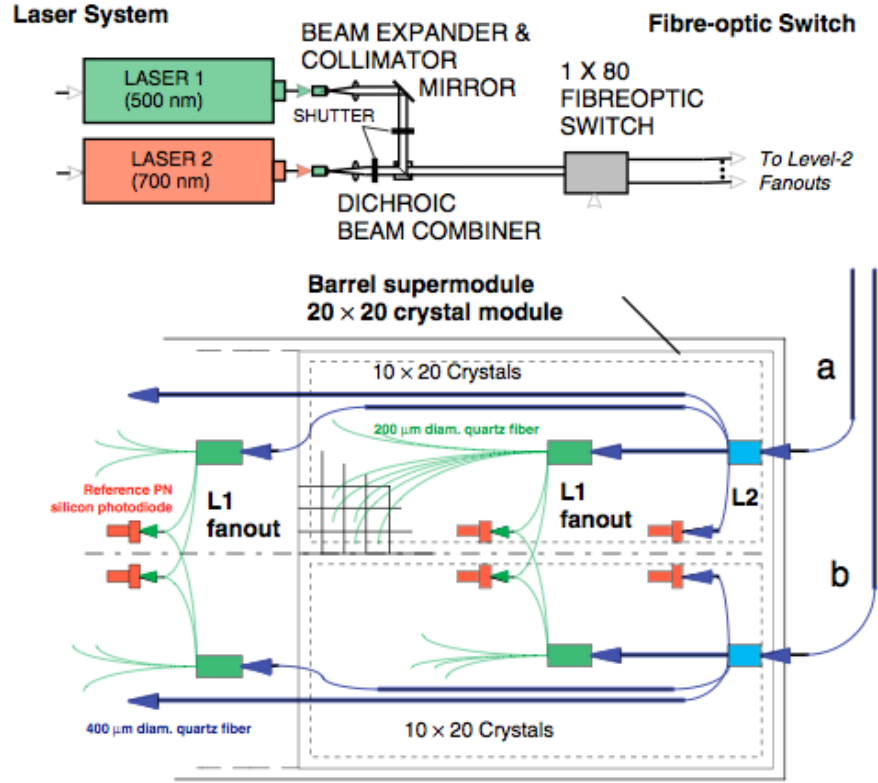 Laser System
BEAM EXPANDER &
COLLIMATOR
MIRROR
Fibre-optic Switch
LASER 1
(500 nm)
SHUTTER
1 X 80
FIBREOPTIC
SWITCH
LASER 2
(700 nm)
To Level-2
Fanouts
DICHROIC
BEAM COMBINER
Barrel supermodule
20 × 20 crystal module
a
10 × 20 Crystals
200 µm diam. quartz fiber
Reference PN
silicon photodiode
L1
fanout
L1
fanout
L2
b
400 µm diam. quartz fiber
10 × 20 Crystals